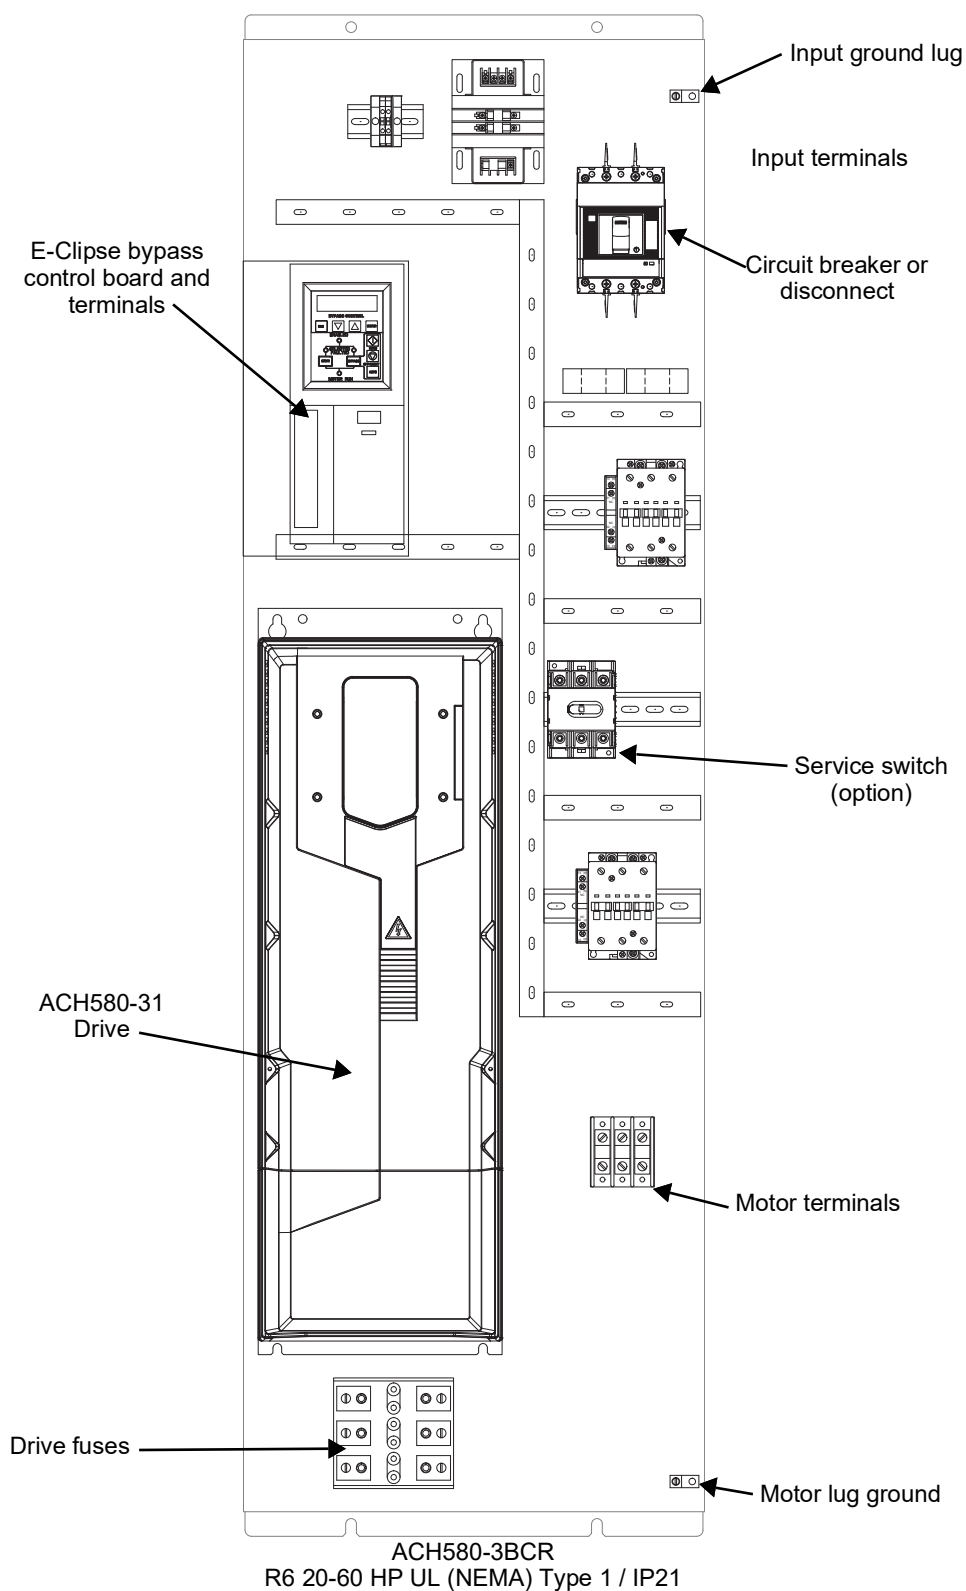 Input ground lug
Input terminals
E-Clipse bypass
control board and
terminals
Circuit breaker or
disconnect
BYPASS CONTROL
Service switch
(option)
ACH580-31
Drive
Motor terminals
Drive fuses
Motor lug ground
ACH580-3BCR
R6 20-60 HP UL (NEMA) Type 1 / IP21